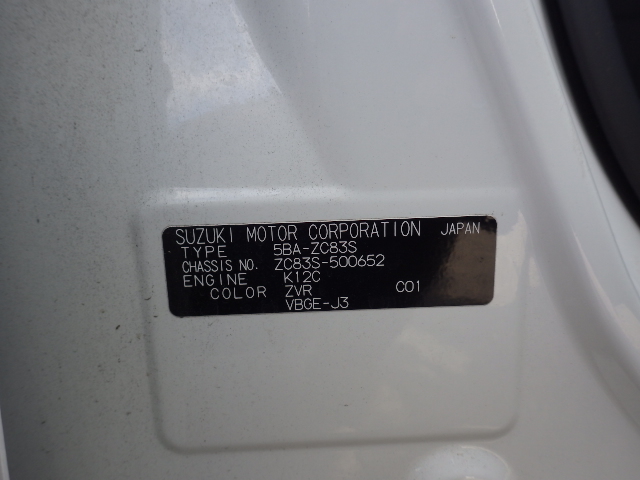 SUZUKI MOTOR CORPORATION JAPAN
TYPE 5BA-ZC83S
CHASSIS NO. ZC83S-500652
ENGINE K12C
COLOR ZVR C01
VBGE-J3